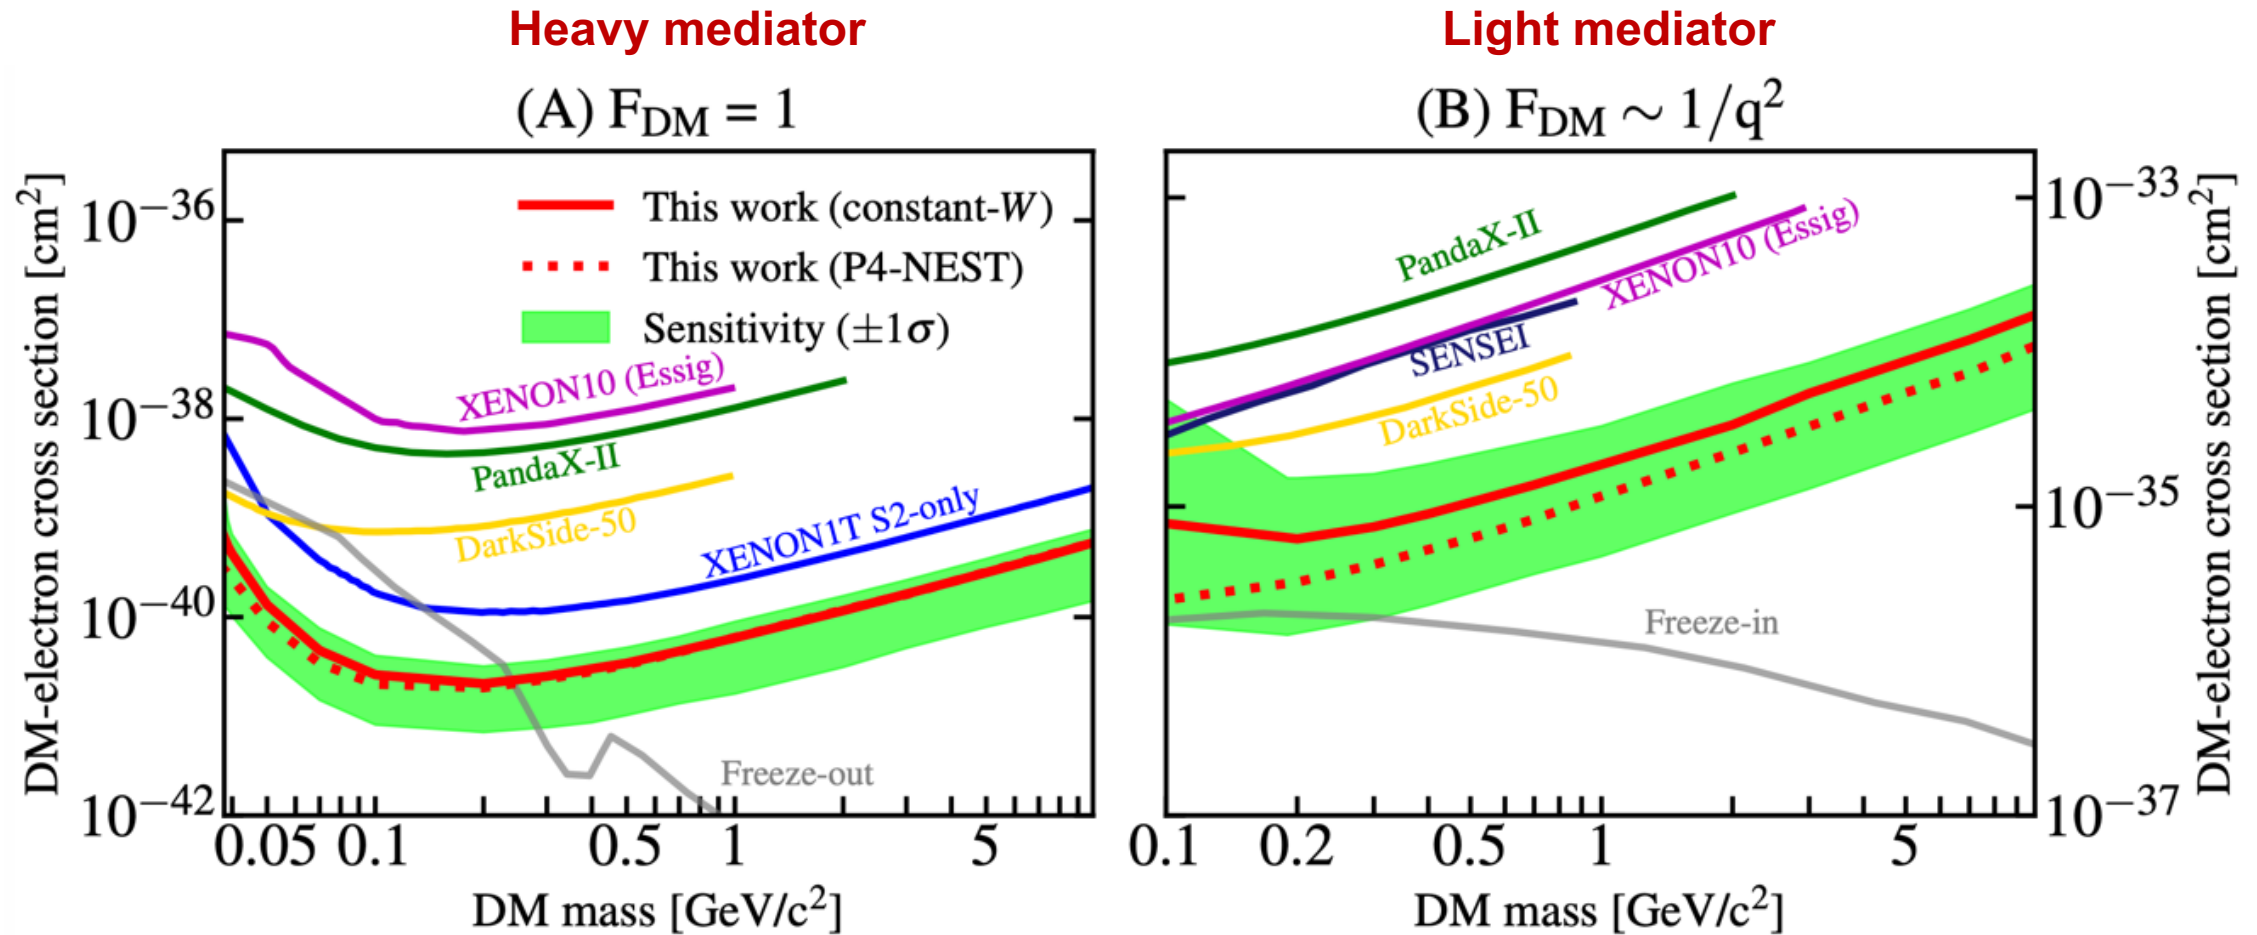 Heavy mediator
(A) F_DM = 1
DM-electron cross section [cm²]
10⁻³⁶
10⁻³⁸
10⁻⁴⁰
10⁻⁴²
This work (constant-W)
This work (P4-NEST)
Sensitivity (±1σ)
XENON10 (Essig)
PandaX-II
DarkSide-50
XENON1T S2-only
Freeze-out
0.05 0.1 0.5 1 5
DM mass [GeV/c²]
Light mediator
(B) F_DM ∼ 1/q²
PandaX-II
XENON10 (Essig)
SENSEI
DarkSide-50
Freeze-in
0.1 0.2 0.5 1 5
DM mass [GeV/c²]
10⁻³³
10⁻³⁵
10⁻³⁷
DM-electron cross section [cm²]